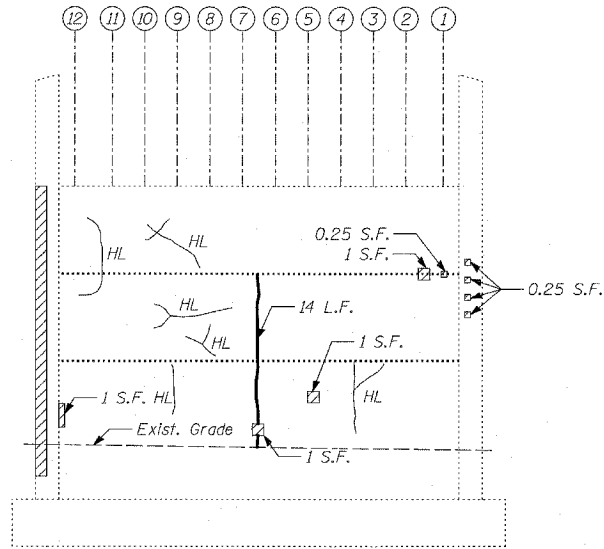 12 11 10 9 8 7 6 5 4 3 2 1
HL
HL
0.25 S.F.
1 S.F.
0.25 S.F.
HL
14 L.F.
HL
1 S.F.
1 S.F. HL
HL
Exist. Grade
1 S.F.